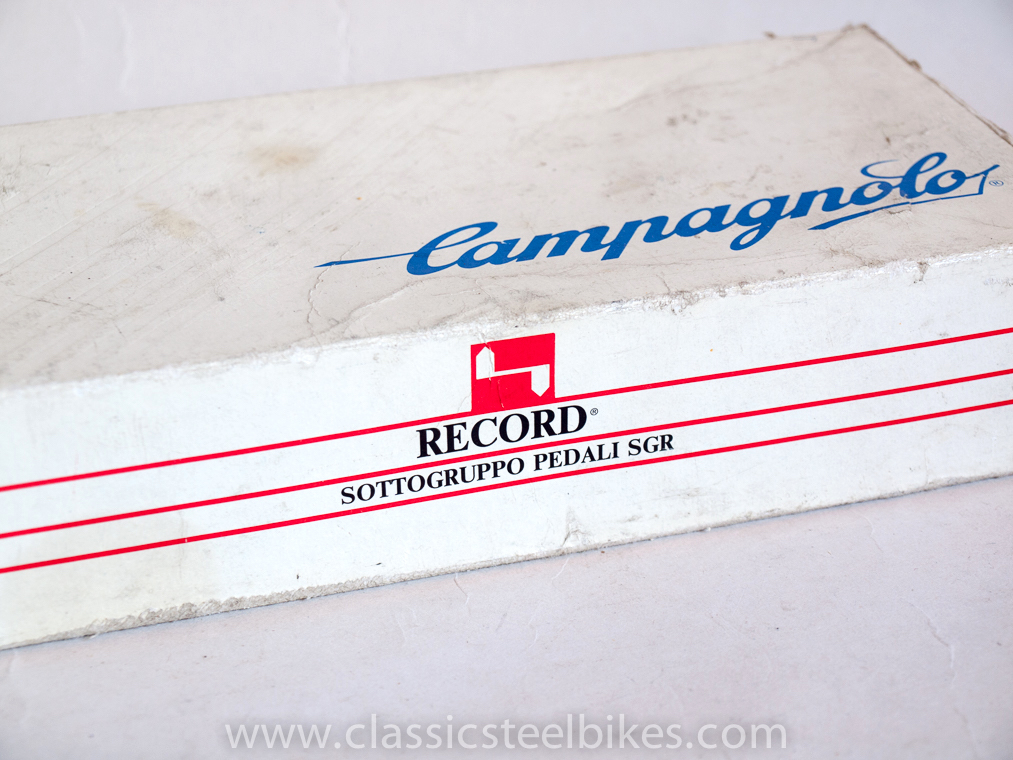 Campagnolo®
RECORD®
SOTTOGRUPPO PEDALI SGR
www.classicsteelbikes.com